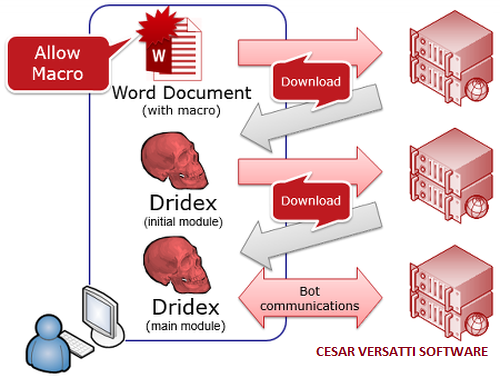 Allow
Macro
W
Word Document
(with macro)
Download
Dridex
(initial module)
Download
Dridex
(main module)
Bot
communications
CESAR VERSATTI SOFTWARE